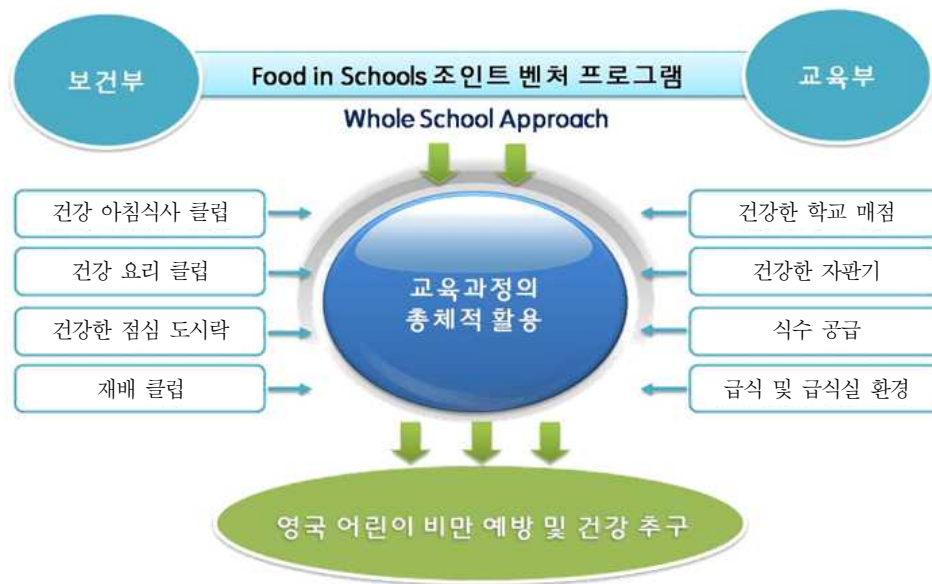 보건부
Food in Schools 조인트 벤처 프로그램
교육부
Whole School Approach
건강 아침식사 클럽
건강 요리 클럽
건강한 점심 도시락
재배 클럽
교육과정의
총체적 활용
건강한 학교 매점
건강한 자판기
식수 공급
급식 및 급식실 환경
영국 어린이 비만 예방 및 건강 추구